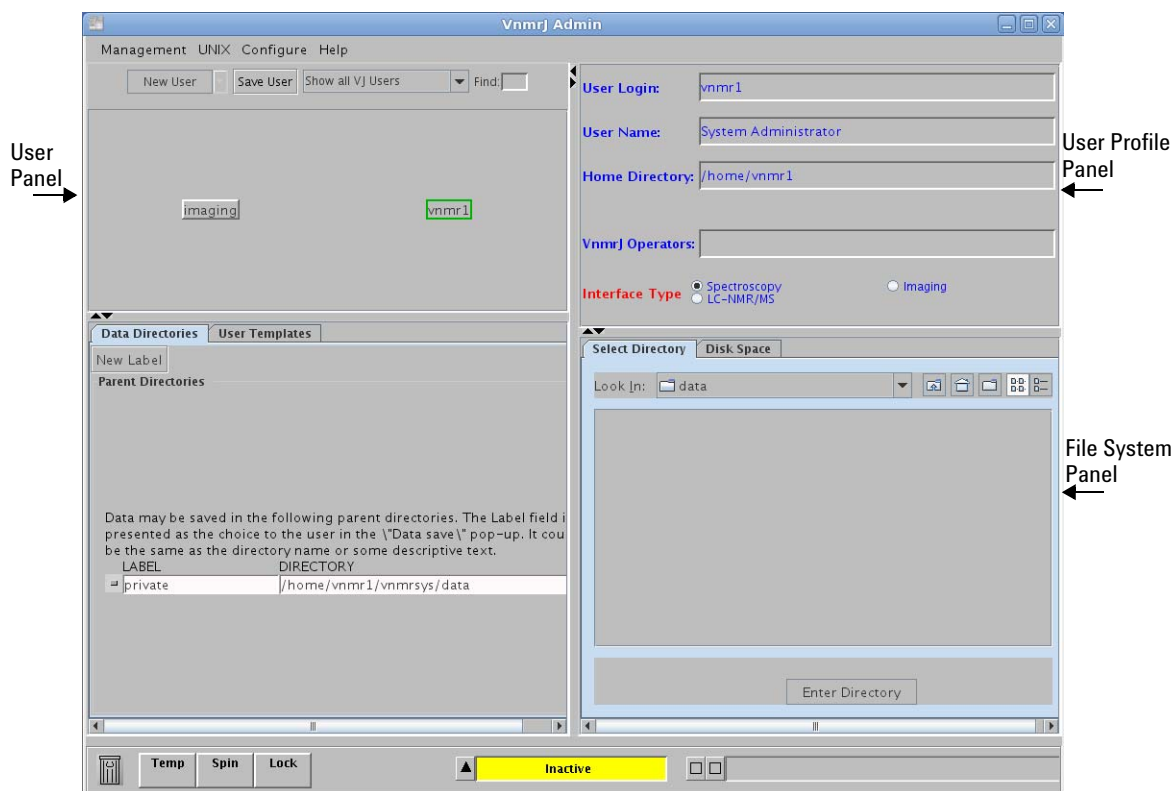 VnmrJ Admin
Management UNIX Configure Help
New User Save User Show all VJ Users Find:
User
Panel
imaging
vnmr1
User Login: vnmr1
User Name: System Administrator
Home Directory: /home/vnmr1
VnmrJ Operators:
Interface Type Spectroscopy Imaging
LC-NMR/MS
User Profile
Panel
Data Directories User Templates
New Label
Parent Directories
Data may be saved in the following parent directories. The Label field i
presented as the choice to the user in the \"Data save\" pop-up. It cou
be the same as the directory name or some descriptive text.
LABEL DIRECTORY
private /home/vnmr1/vnmrsys/data
Select Directory Disk Space
Look In: data
Enter Directory
File System
Panel
Temp Spin Lock
Inactive